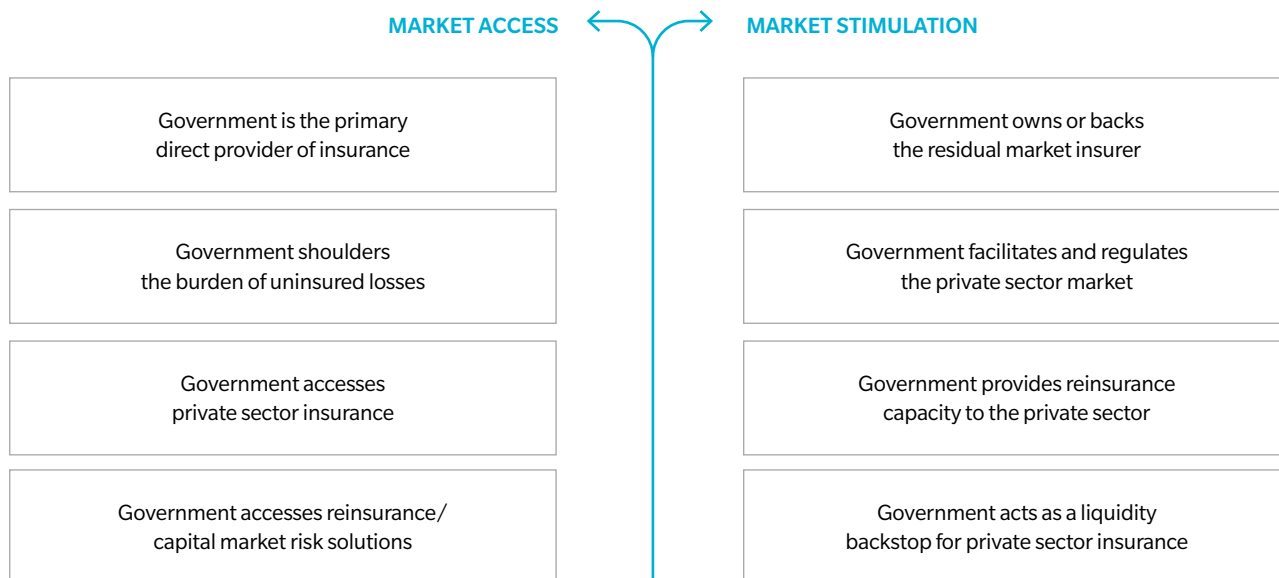 MARKET ACCESS
MARKET STIMULATION
Government is the primary
direct provider of insurance
Government shoulders
the burden of uninsured losses
Government accesses
private sector insurance
Government accesses reinsurance/
capital market risk solutions
Government owns or backs
the residual market insurer
Government facilitates and regulates
the private sector market
Government provides reinsurance
capacity to the private sector
Government acts as a liquidity
backstop for private sector insurance